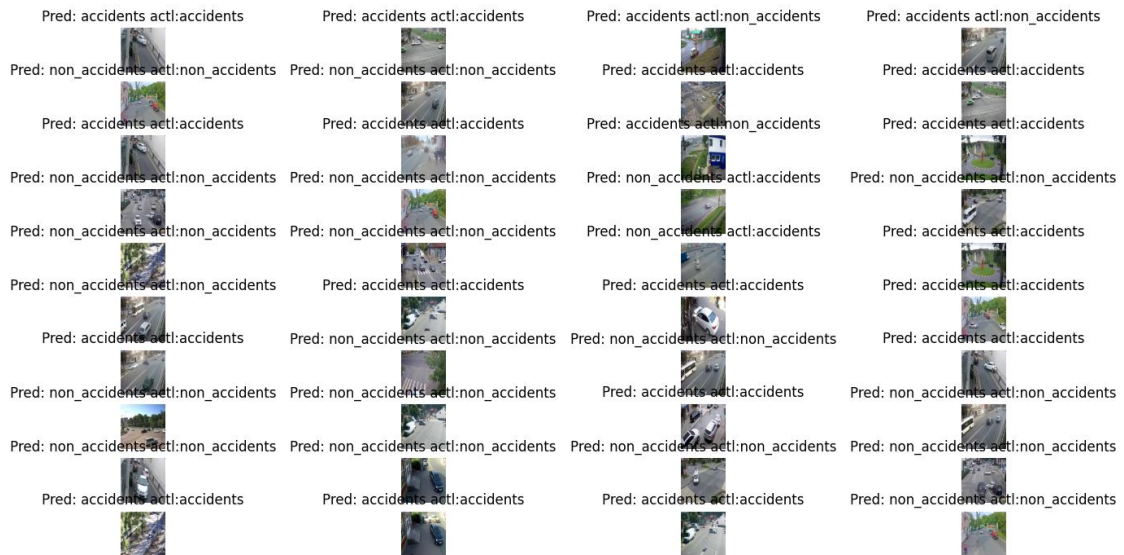 Pred: accidents actl:accidents Pred: accidents actl:accidents Pred: accidents actl:non_accidents Pred: accidents actl:non_accidents
Pred: non_accidents actl:non_accidents Pred: non_accidents actl:non_accidents Pred: accidents actl:accidents Pred: accidents actl:accidents
Pred: accidents actl:accidents Pred: accidents actl:accidents Pred: accidents actl:non_accidents Pred: accidents actl:accidents
Pred: non_accidents actl:non_accidents Pred: non_accidents actl:non_accidents Pred: non_accidents actl:accidents Pred: non_accidents actl:non_accidents
Pred: non_accidents actl:non_accidents Pred: accidents actl:accidents Pred: non_accidents actl:accidents Pred: accidents actl:accidents
Pred: non_accidents actl:non_accidents Pred: accidents actl:accidents Pred: accidents actl:accidents Pred: accidents actl:accidents
Pred: accidents actl:accidents Pred: non_accidents actl:non_accidents Pred: non_accidents actl:non_accidents Pred: accidents actl:accidents
Pred: non_accidents actl:non_accidents Pred: non_accidents actl:non_accidents Pred: accidents actl:accidents Pred: non_accidents actl:non_accidents
Pred: non_accidents actl:non_accidents Pred: non_accidents actl:non_accidents Pred: non_accidents actl:non_accidents Pred: non_accidents actl:non_accidents
Pred: accidents actl:accidents Pred: accidents actl:accidents Pred: accidents actl:accidents Pred: non_accidents actl:non_accidents